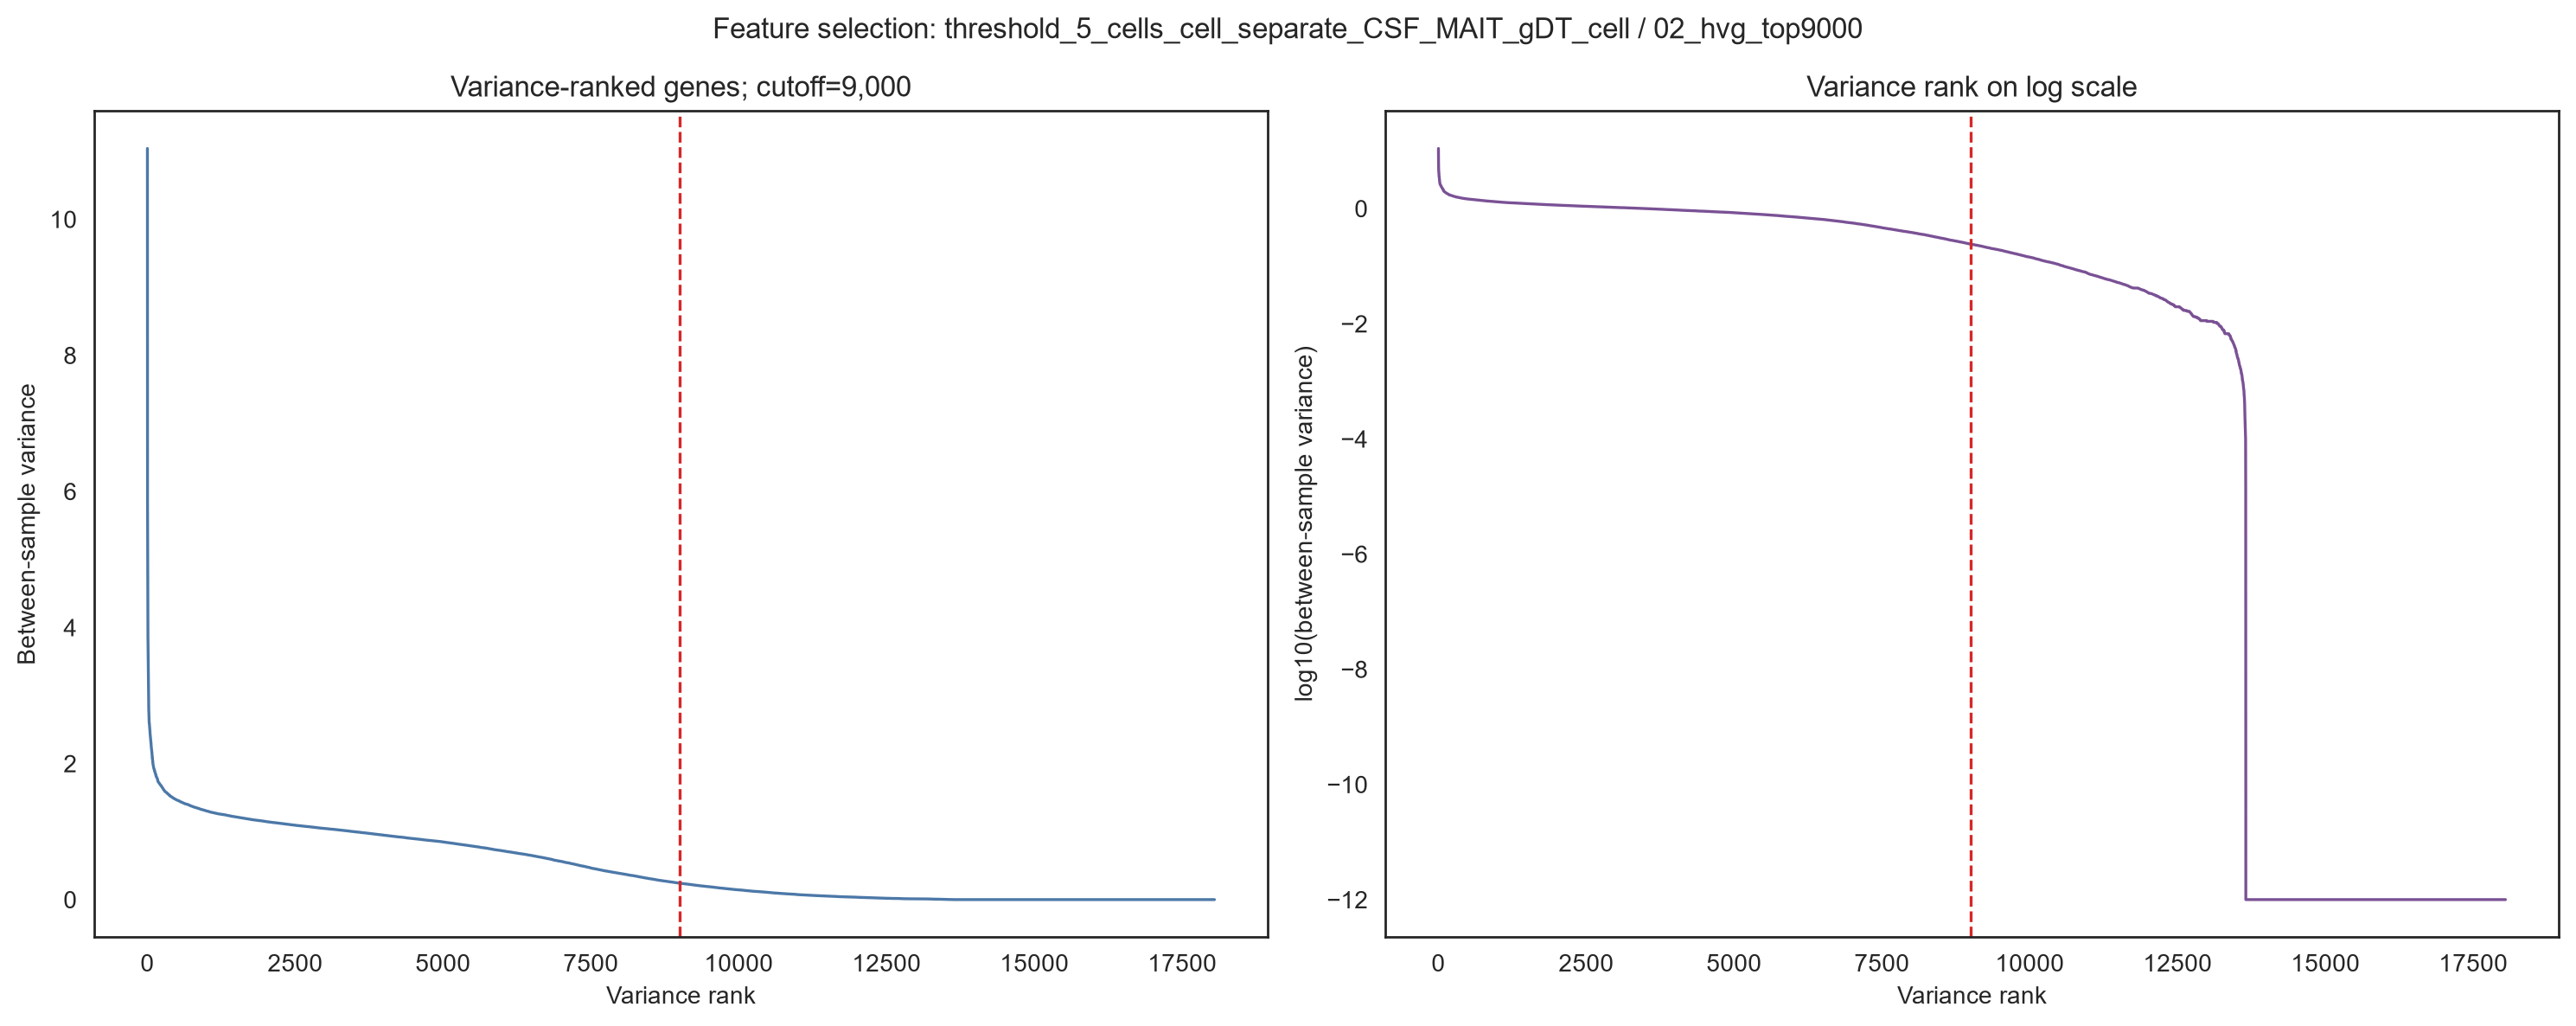 Feature selection: threshold_5_cells_cell_separate_CSF_MAIT_gDT_cell / 02_hvg_top9000
Variance-ranked genes; cutoff=9,000
Between-sample variance
10
8
6
4
2
0
0 2500 5000 7500 10000 12500 15000 17500
Variance rank
Variance rank on log scale
log10(between-sample variance)
0
−2
−4
−6
−8
−10
−12
0 2500 5000 7500 10000 12500 15000 17500
Variance rank